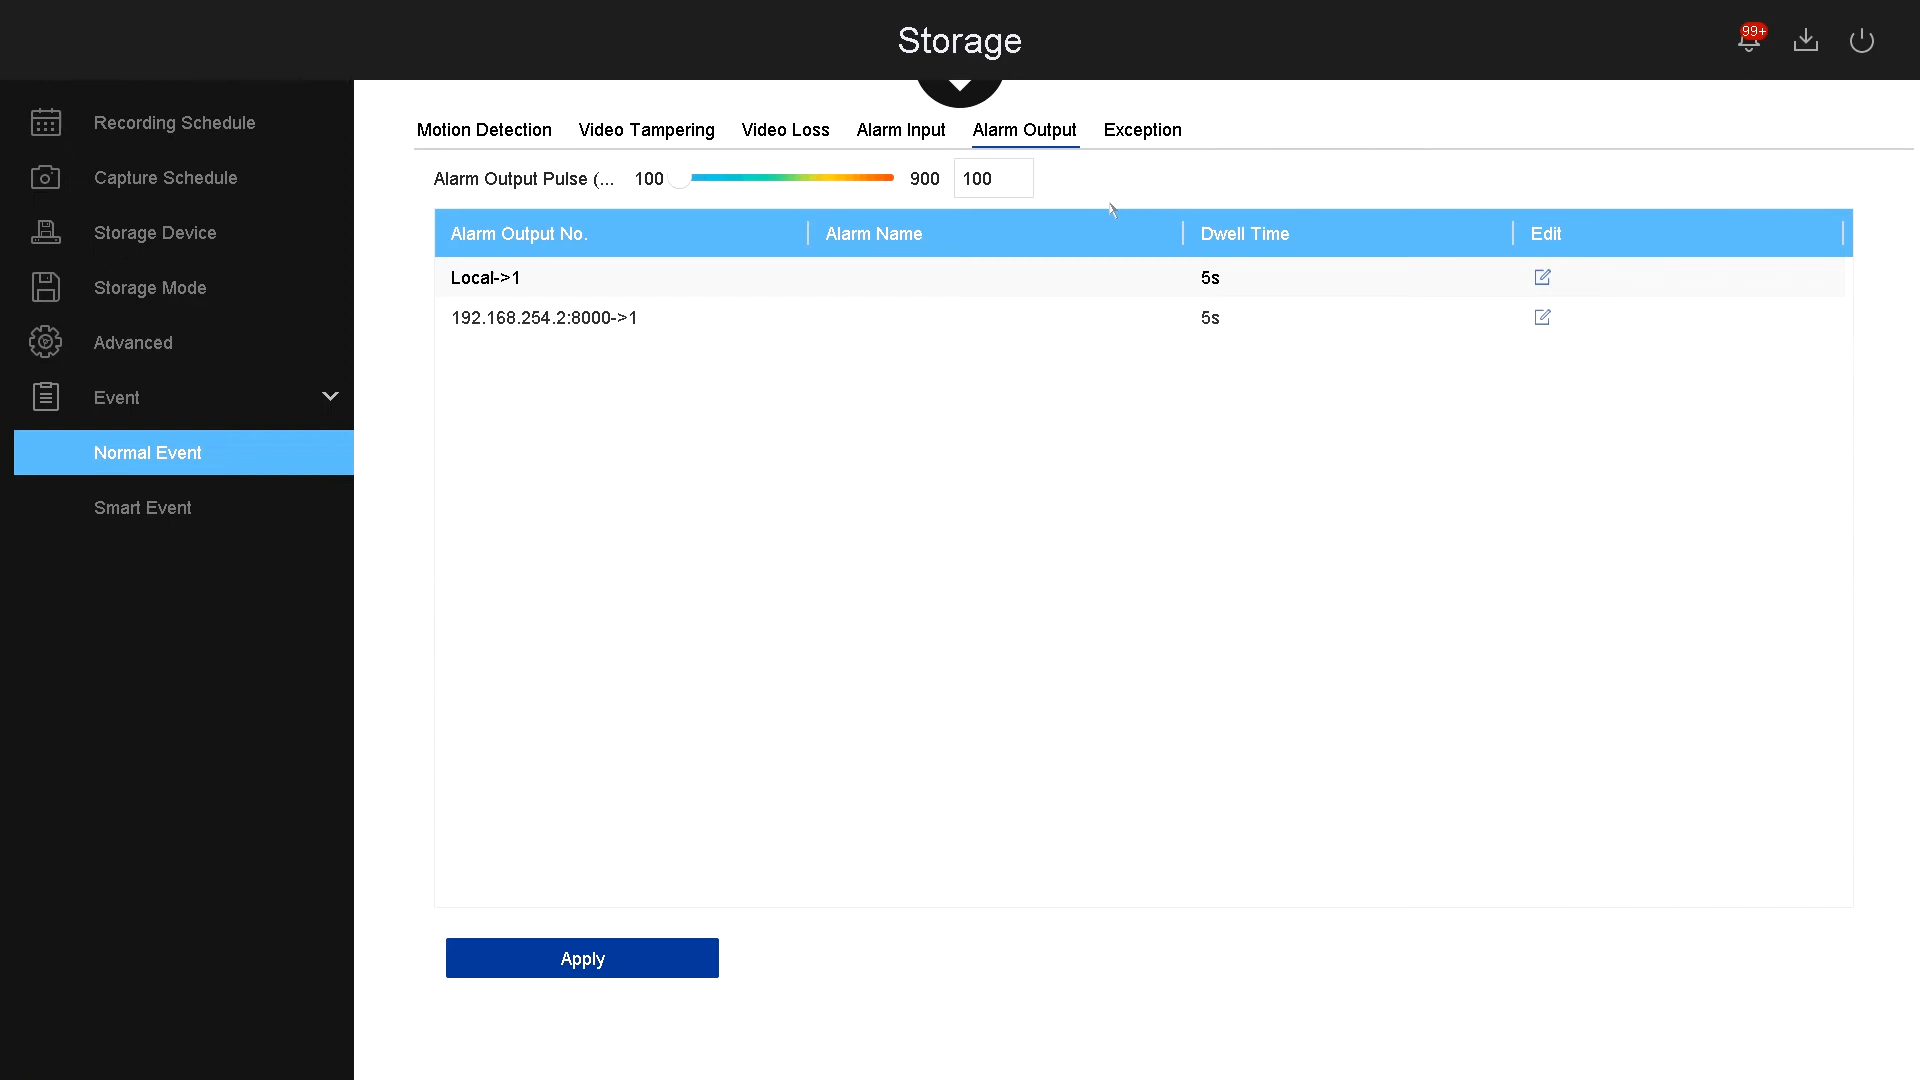 Storage
99+
Recording Schedule
Capture Schedule
Storage Device
Storage Mode
Advanced
Event
Normal Event
Smart Event
Motion Detection Video Tampering Video Loss Alarm Input Alarm Output Exception
Alarm Output Pulse (... 100 900 100
Alarm Output No. Alarm Name Dwell Time Edit
Local->1 5s
192.168.254.2:8000->1 5s
Apply